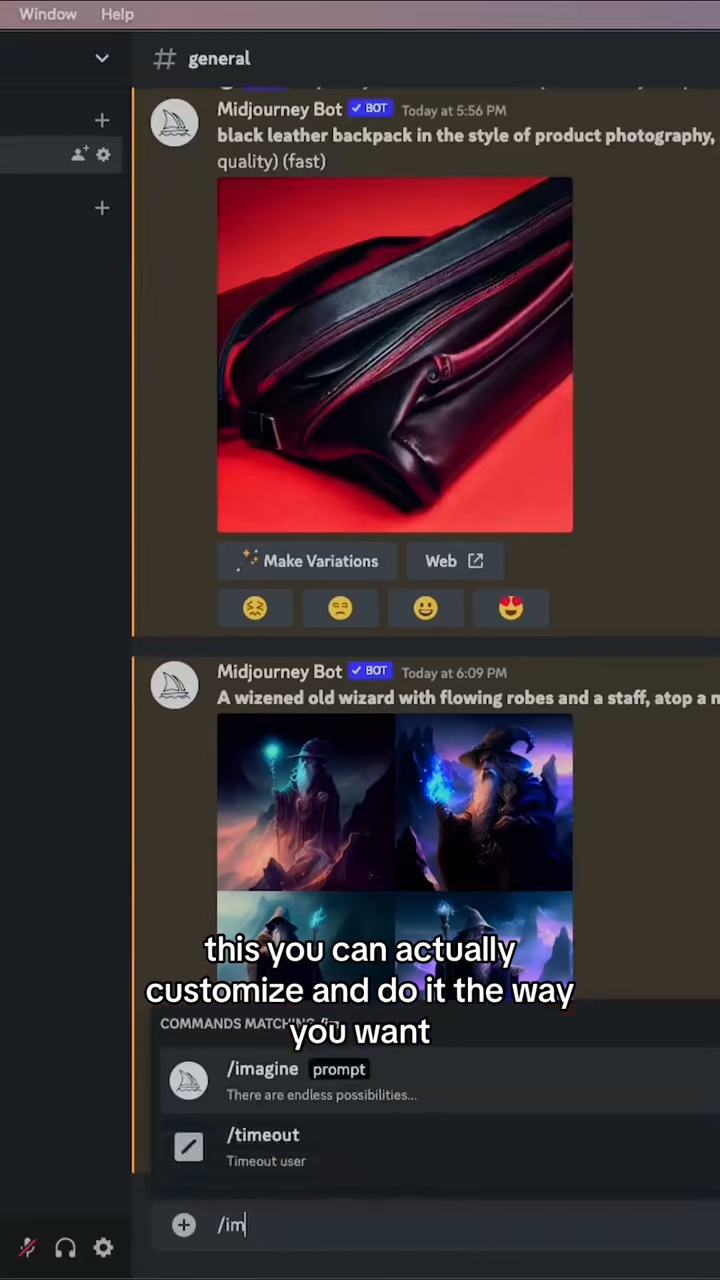 Window Help
# general
Midjourney Bot ✓ BOT Today at 5:56 PM
black leather backpack in the style of product photography,
quality) (fast)
Make Variations Web
Midjourney Bot ✓ BOT Today at 6:09 PM
A wizened old wizard with flowing robes and a staff, atop a
this you can actually
customize and do it the way
you want
COMMANDS MATCHING
/imagine prompt
There are endless possibilities...
/timeout
Timeout user
/im